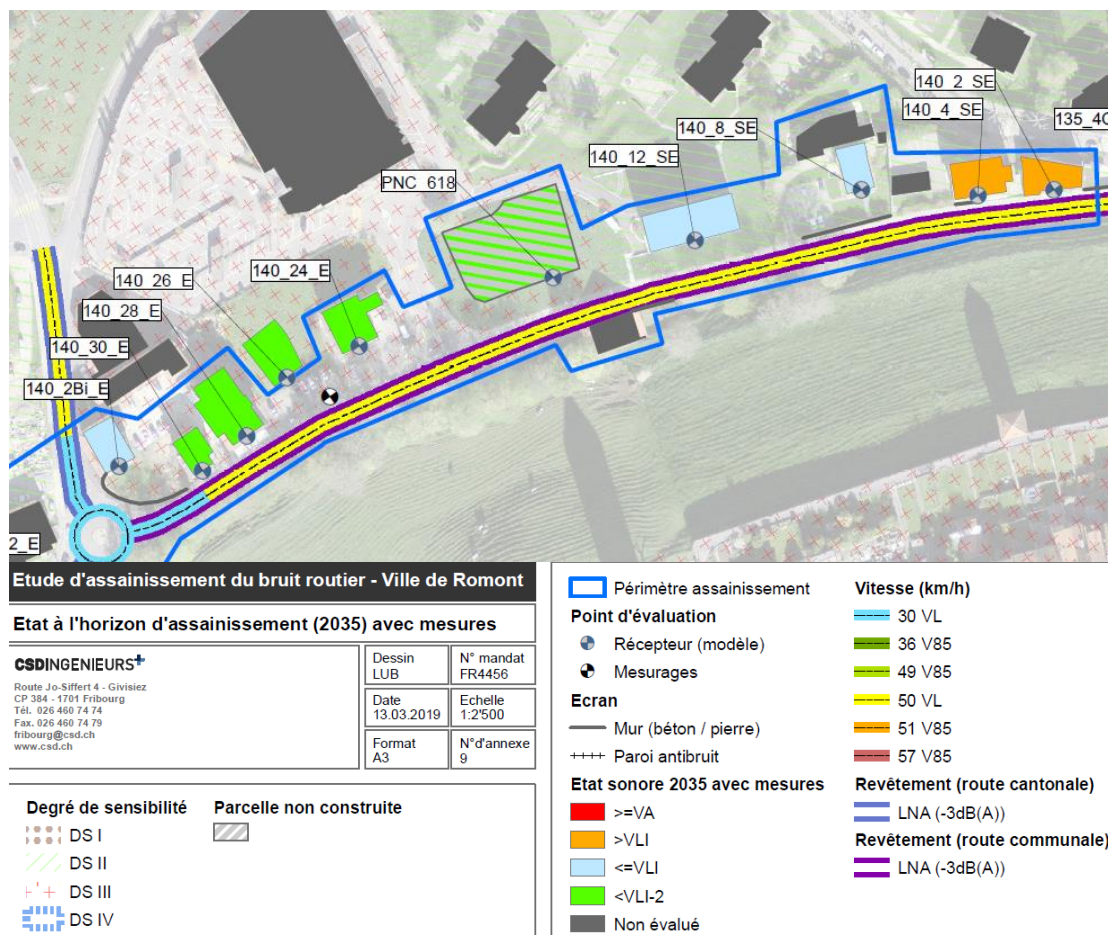 140_2_SE
140_4_SE
135_4
140_8_SE
140_12_SE
PNC_618
140_24_E
140_26_E
140_28_E
140_30_E
140_2Bi_E
2_E
Etude d'assainissement du bruit routier - Ville de Romont
Etat à l'horizon d'assainissement (2035) avec mesures
CSDINGENIEURS+
Route Jo-Siffert 4 - Givisiez
CP 384 - 1701 Fribourg
Tél. 026 460 74 74
Fax. 026 460 74 79
fribourg@csd.ch
www.csd.ch
Dessin
LUB
N° mandat
FR4456
Date
13.03.2019
Echelle
1:2'500
Format
A3
N°d'annexe
9
Degré de sensibilité
DS I
DS II
DS III
DS IV
Parcelle non construite
Périmètre assainissement
Point d'évaluation
Récepteur (modèle)
Mesurages
Ecran
Mur (béton / pierre)
Paroi antibruit
Etat sonore 2035 avec mesures
>=VA
>VLI
<=VLI
<VLI-2
Non évalué
Vitesse (km/h)
30 VL
36 V85
49 V85
50 VL
51 V85
57 V85
Revêtement (route cantonale)
LNA (-3dB(A))
Revêtement (route communale)
LNA (-3dB(A))